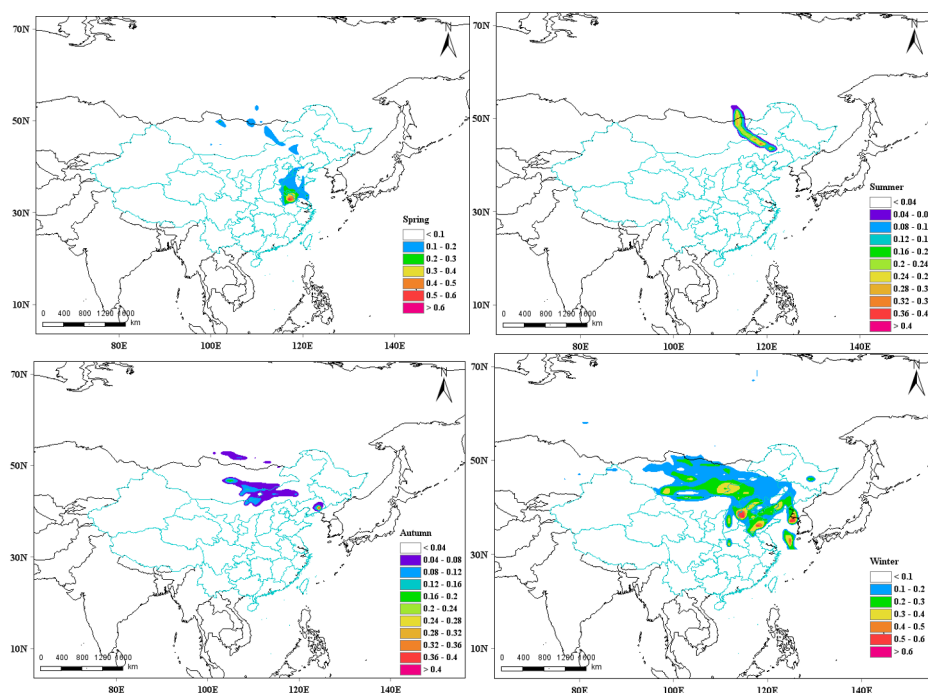 70N
50N
30N
10N
N
Spring
< 0.1
0.1 - 0.2
0.2 - 0.3
0.3 - 0.4
0.4 - 0.5
0.5 - 0.6
> 0.6
0 400 800 1600
km
80E 100E 120E 140E
70N
50N
30N
10N
N
Summer
< 0.04
0.04 - 0.0
0.08 - 0.1
0.12 - 0.1
0.16 - 0.2
0.2 - 0.24
0.24 - 0.2
0.28 - 0.3
0.32 - 0.3
0.36 - 0.4
> 0.4
0 400 800 1600
km
80E 100E 120E 140E
70N
50N
30N
10N
N
Autumn
< 0.04
0.04 - 0.08
0.08 - 0.12
0.12 - 0.16
0.16 - 0.2
0.2 - 0.24
0.24 - 0.28
0.28 - 0.32
0.32 - 0.36
0.36 - 0.4
> 0.4
0 400 800 1600
km
80E 100E 120E 140E
70N
50N
30N
10N
N
Winter
< 0.1
0.1 - 0.2
0.2 - 0.3
0.3 - 0.4
0.4 - 0.5
0.5 - 0.6
> 0.6
0 400 800 1600
km
80E 100E 120E 140E